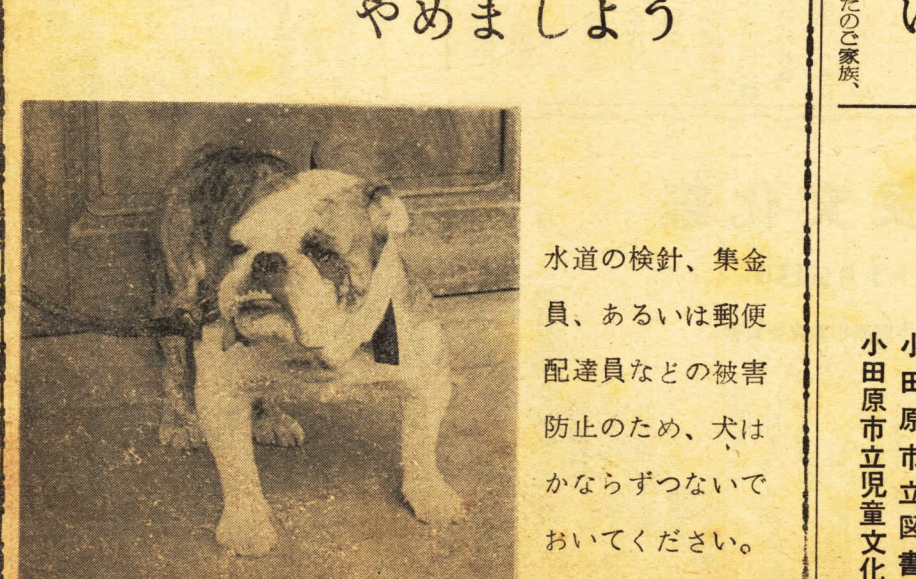 やめましよう
水道の検針、集金
員、あるいは郵便
配達員などの被害
防止のため、犬は
かならずつないで
おいてください。
たのご家族、
小田原市立図書
小田原市立児童文化